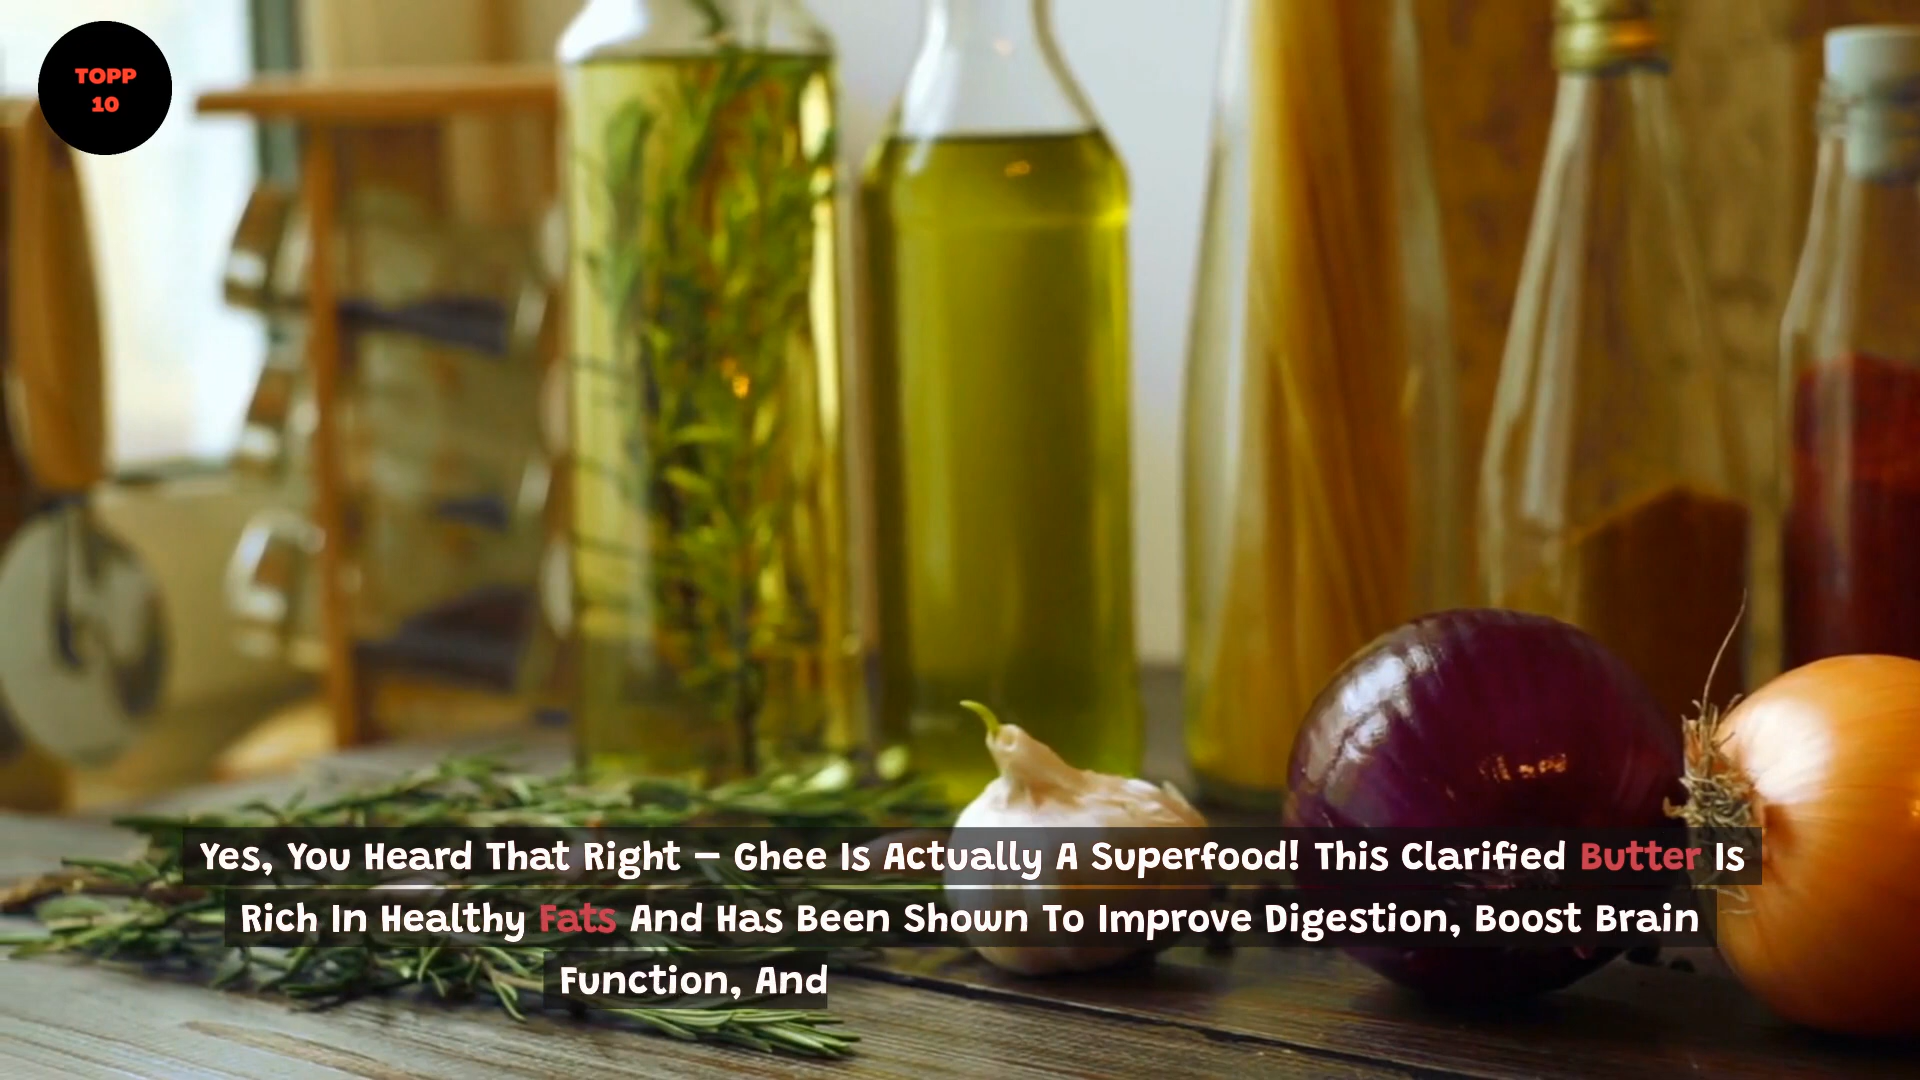 TOPP
10
Yes, You Heard That Right – Ghee Is Actually A Superfood! This Clarified Butter Is
Rich In Healthy Fats And Has Been Shown To Improve Digestion, Boost Brain
Function, And